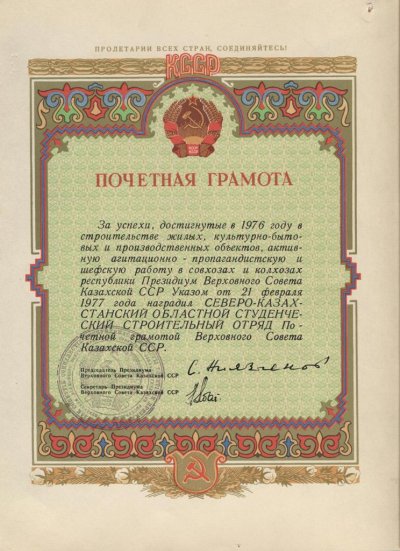 ПРОЛЕТАРИИ ВСЕХ СТРАН, СОЕДИНЯЙТЕСЬ!
КССР
ПОЧЕТНАЯ ГРАМОТА
За успехи, достигнутые в 1976 году в
строительстве жилых, культурно-быто-
вых и производственных объектов, актив-
ную агитационно-пропагандистскую и
шефскую работу в совхозах и колхозах
республики Президиум Верховного Совета
Казахской ССР Указом от 21 февраля
1977 года наградил СЕВЕРО-КАЗАХ-
СТАНСКИЙ ОБЛАСТНОЙ СТУДЕНЧЕ-
СКИЙ СТРОИТЕЛЬНЫЙ ОТРЯД По-
четной грамотой Верховного Совета
Казахской ССР.
Председатель Президиума
Верховного Совета Казахской ССР
Секретарь Президиума
Верховного Совета Казахской ССР